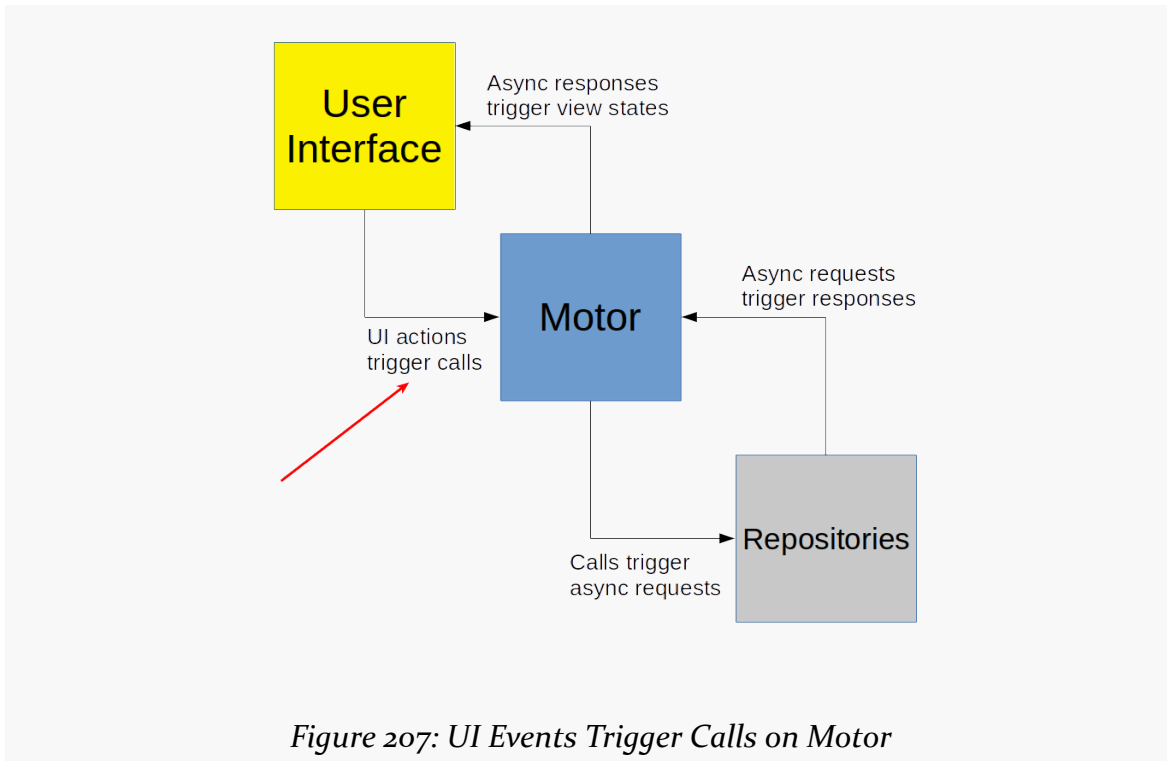 User
Interface
Async responses
trigger view states
Motor
Async requests
trigger responses
UI actions
trigger calls
Repositories
Calls trigger
async requests
Figure 207: UI Events Trigger Calls on Motor